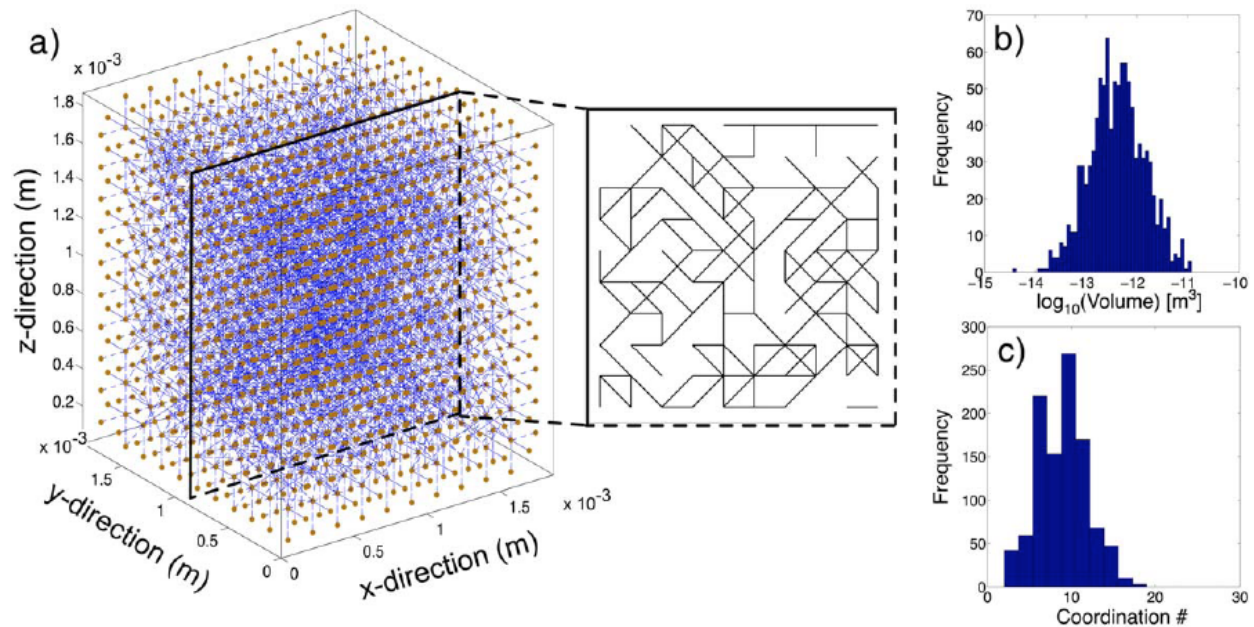 a)
x 10⁻³
1.8
1.6
1.4
1.2
1
0.8
0.6
0.4
0.2
z-direction (m)
x 10⁻³
1.5
1
0.5
0
y-direction (m)
0
0.5
1
1.5
x 10⁻³
x-direction (m)
b)
70
60
50
40
30
20
10
0
Frequency
−15 −14 −13 −12 −11 −10
log₁₀(Volume) [m³]
c)
300
250
200
150
100
50
0
Frequency
0 10 20 30
Coordination #